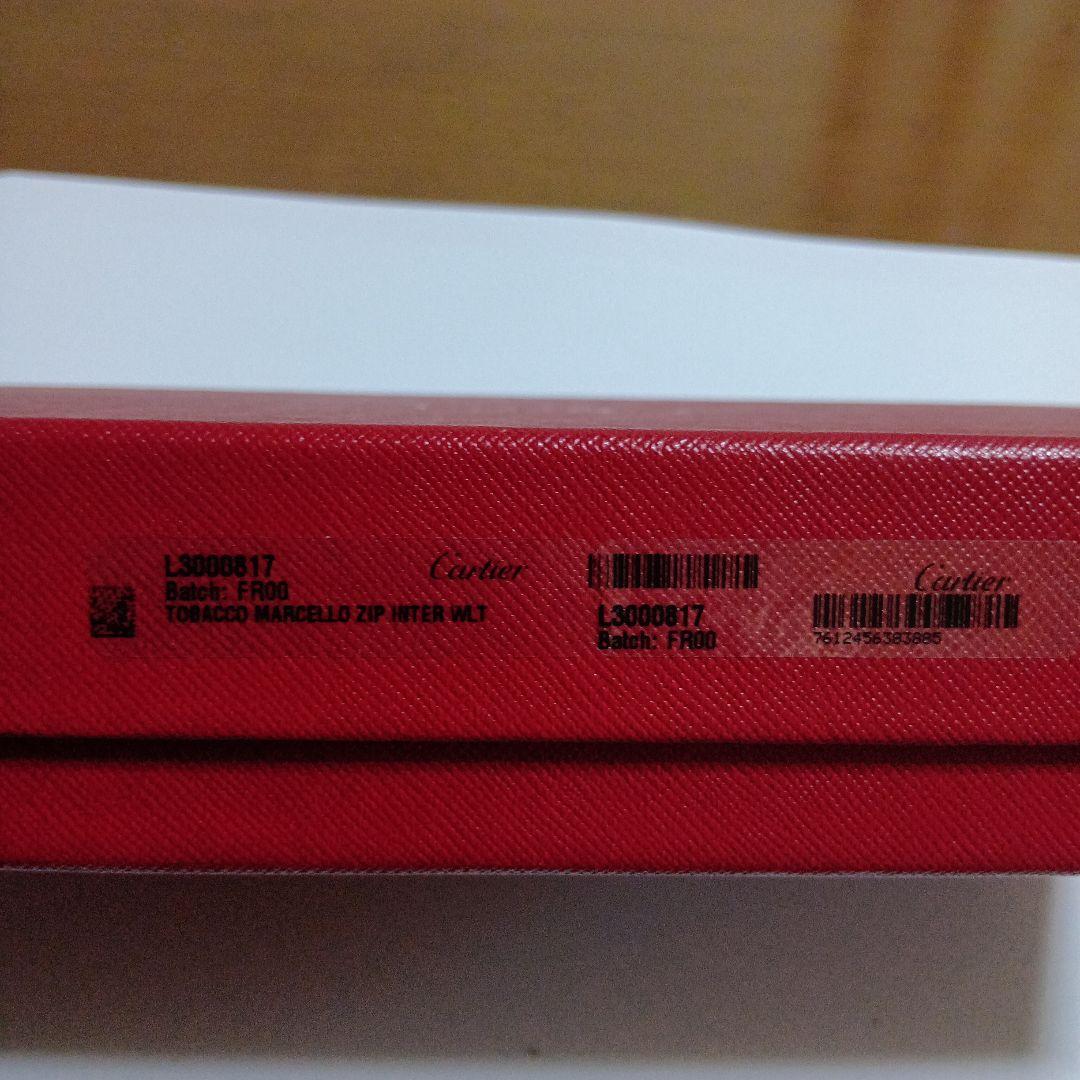 L3000817
Batch: FR00
TOBACCO MARCELLO ZIP INTER WLT
Cartier
L3000817
Batch: FR00
Cartier
7612456383885